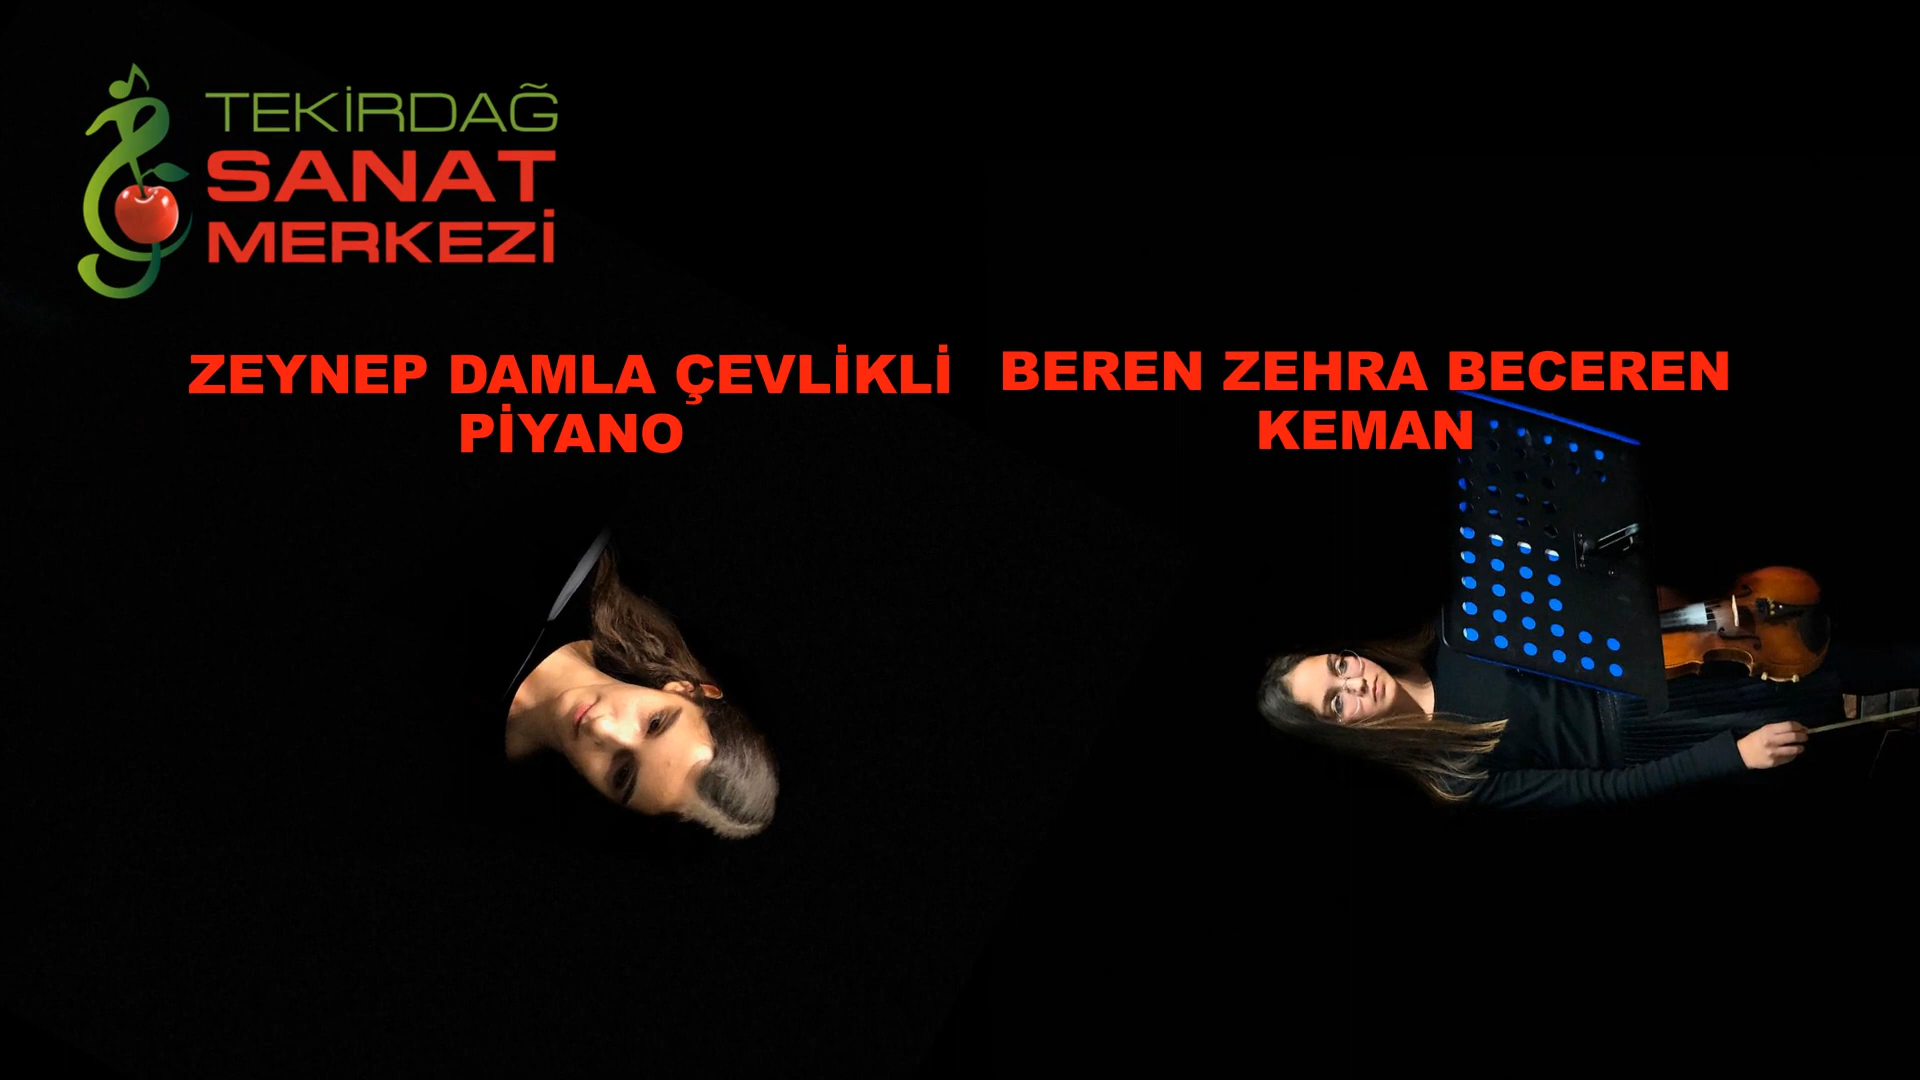 TEKİRDAĞ
SANAT
MERKEZİ
ZEYNEP DAMLA ÇEVLİKLİ
PİYANO
BEREN ZEHRA BECEREN
KEMAN